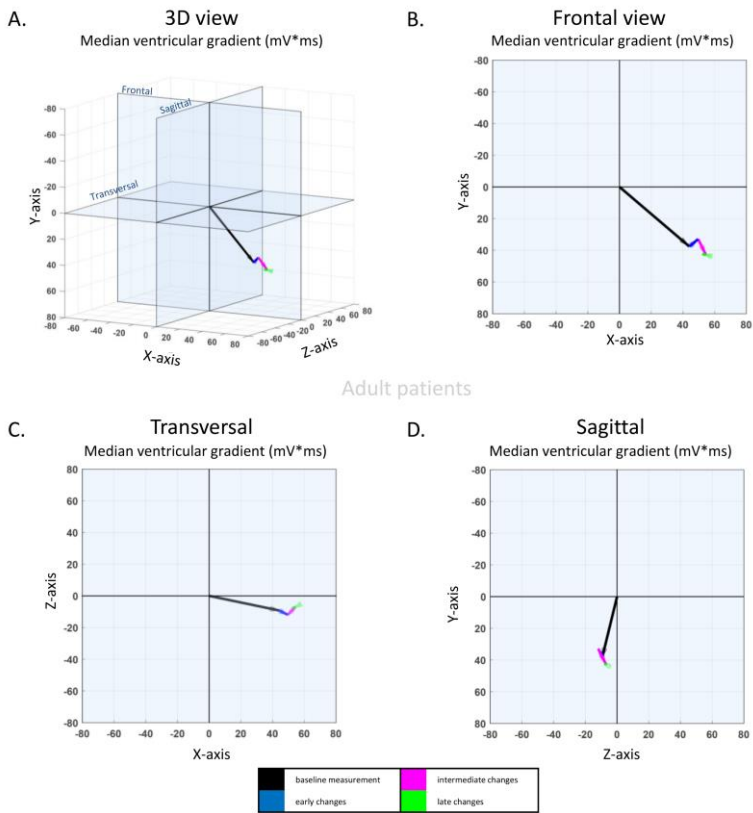 A.
3D view
Median ventricular gradient (mV*ms)
Frontal
Sagittal
Transversal
-80
-60
-40
-20
0
20
40
60
80
Y-axis
-80 -60 -40 -20 0 20 40 60 80
X-axis
-80 -60 -40 -20 0 20 40 60 80
Z-axis
B.
Frontal view
Median ventricular gradient (mV*ms)
-80
-60
-40
-20
0
20
40
60
80
Y-axis
-80 -60 -40 -20 0 20 40 60 80
X-axis
Adult patients
C.
Transversal
Median ventricular gradient (mV*ms)
80
60
40
20
0
-20
-40
-60
-80
Z-axis
-80 -60 -40 -20 0 20 40 60 80
X-axis
D.
Sagittal
Median ventricular gradient (mV*ms)
-80
-60
-40
-20
0
20
40
60
80
Y-axis
-80 -60 -40 -20 0 20 40 60 80
Z-axis
baseline measurement
intermediate changes
early changes
late changes